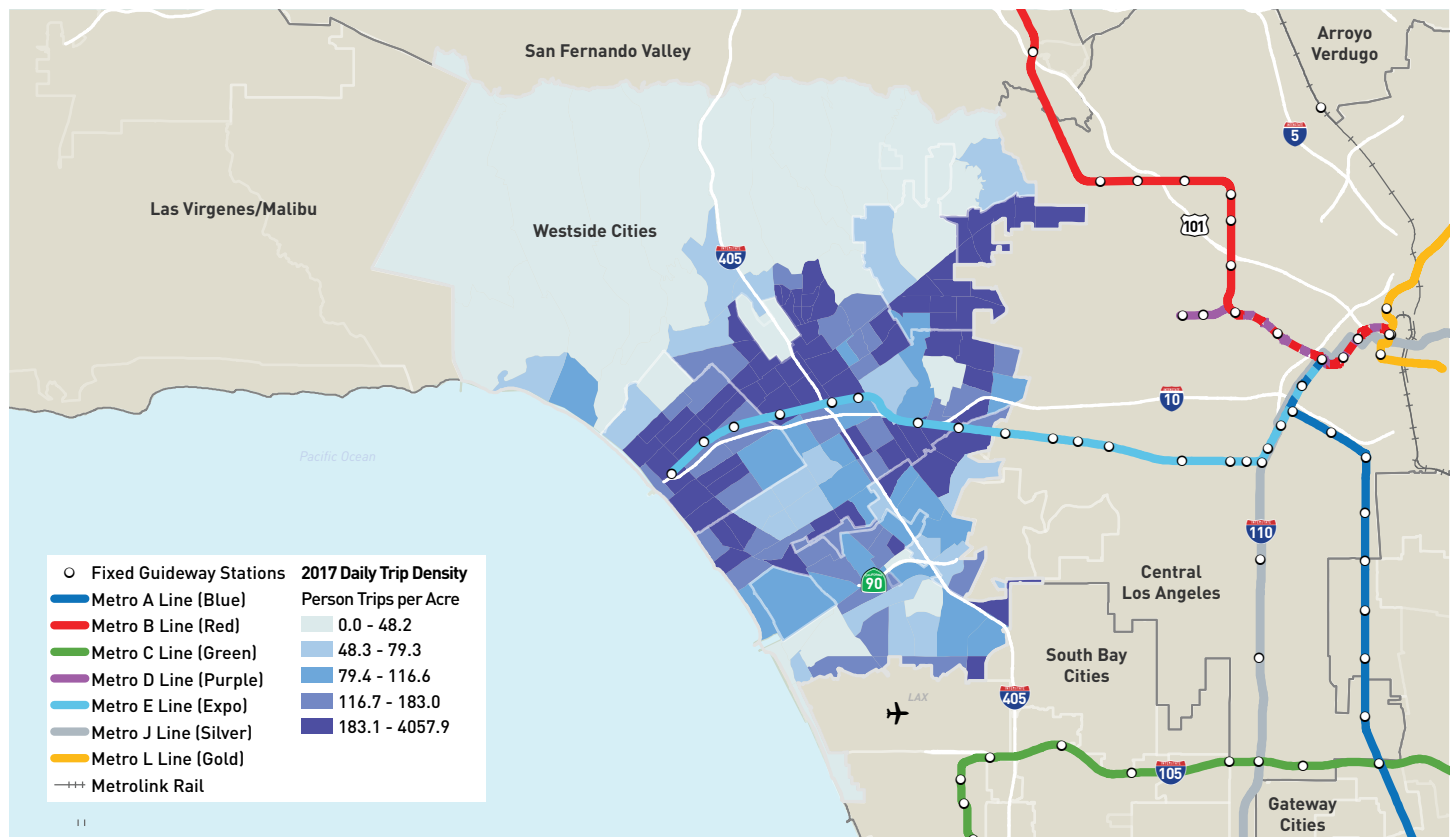 San Fernando Valley
Arroyo
Verdugo
5
Las Virgenes/Malibu
Westside Cities
101
405
10
Pacific Ocean
110
90
Central
Los Angeles
South Bay
Cities
405
LAX
105
Gateway
Cities
Fixed Guideway Stations
Metro A Line (Blue)
Metro B Line (Red)
Metro C Line (Green)
Metro D Line (Purple)
Metro E Line (Expo)
Metro J Line (Silver)
Metro L Line (Gold)
Metrolink Rail
2017 Daily Trip Density
Person Trips per Acre
0.0 - 48.2
48.3 - 79.3
79.4 - 116.6
116.7 - 183.0
183.1 - 4057.9